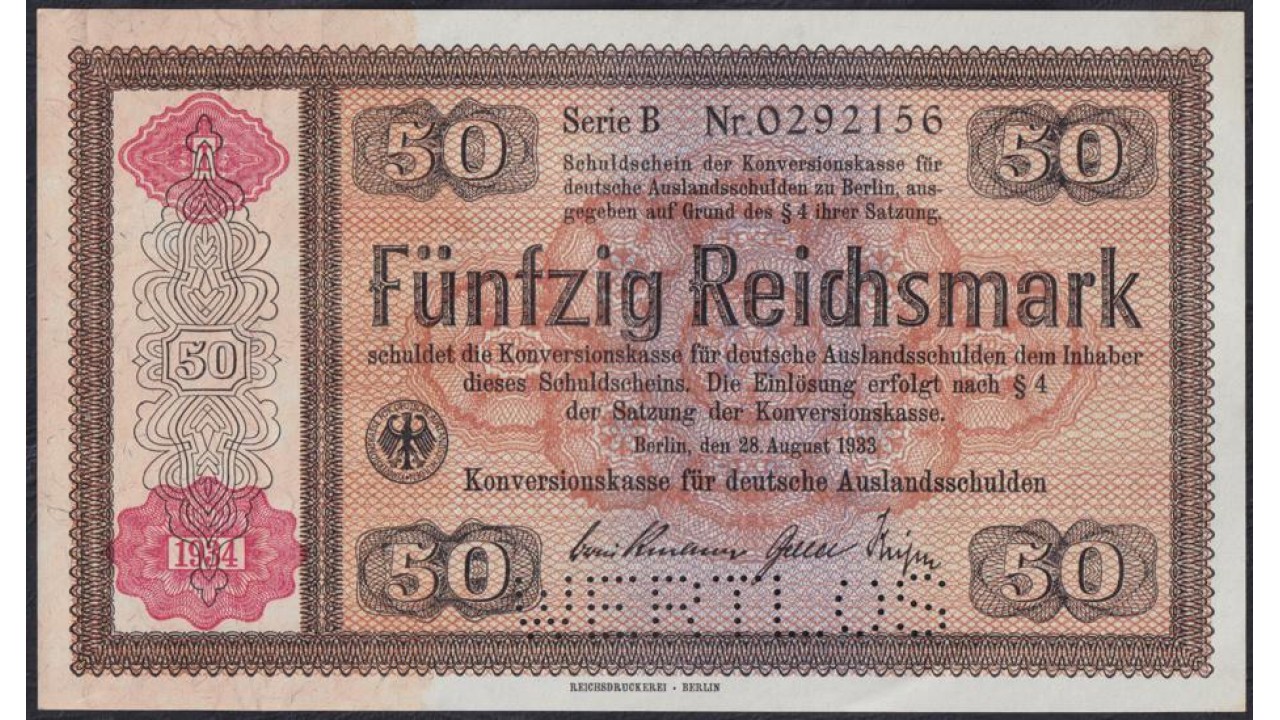 50
Serie B Nr.0292156
50
Schuldschein der Konversionskasse für
deutsche Auslandsschulden zu Berlin, aus-
gegeben auf Grund des § 4 ihrer Satzung.
Fünfzig Reichsmark
50
schuldet die Konversionskasse für deutsche Auslandsschulden dem Inhaber
dieses Schuldscheins. Die Einlösung erfolgt nach § 4
der Satzung der Konversionskasse.
Berlin, den 28. August 1933
Konversionskasse für deutsche Auslandsschulden
1934
50
50
WERTLOS
REICHSDRUCKEREI · BERLIN